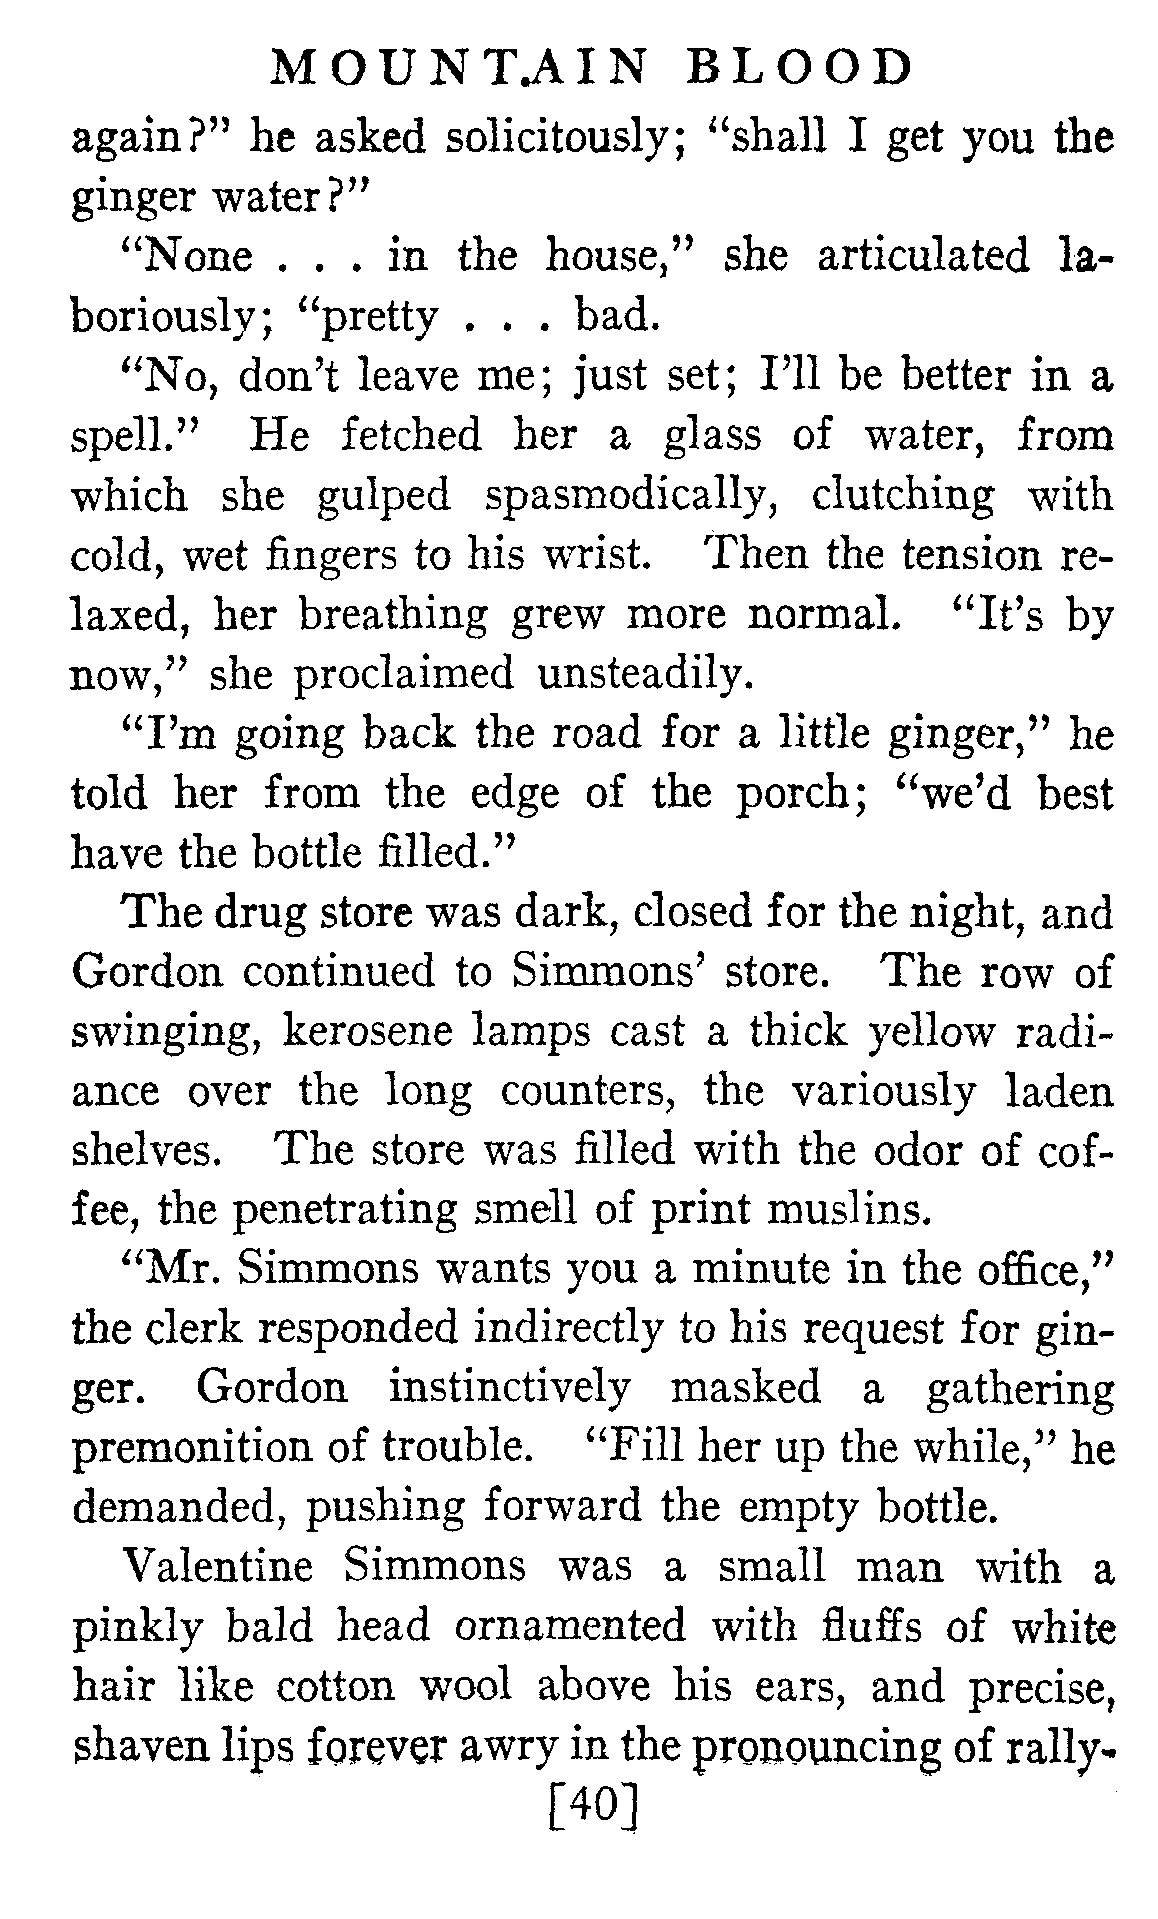 MOUNTAIN BLOOD
again?” he asked solicitously; “shall I get you the
ginger water?”
“None . . . in the house,” she articulated la-
boriously; “pretty . . . bad.
“No, don’t leave me; just set; I’ll be better in a
spell.” He fetched her a glass of water, from
which she gulped spasmodically, clutching with
cold, wet fingers to his wrist. Then the tension re-
laxed, her breathing grew more normal. “It’s by
now,” she proclaimed unsteadily.
“I’m going back the road for a little ginger,” he
told her from the edge of the porch; “we’d best
have the bottle filled.”
The drug store was dark, closed for the night, and
Gordon continued to Simmons’ store. The row of
swinging, kerosene lamps cast a thick yellow radi-
ance over the long counters, the variously laden
shelves. The store was filled with the odor of cof-
fee, the penetrating smell of print muslins.
“Mr. Simmons wants you a minute in the office,”
the clerk responded indirectly to his request for gin-
ger. Gordon instinctively masked a gathering
premonition of trouble. “Fill her up the while,” he
demanded, pushing forward the empty bottle.
Valentine Simmons was a small man with a
pinkly bald head ornamented with fluffs of white
hair like cotton wool above his ears, and precise,
shaven lips forever awry in the pronouncing of rally-
[40]